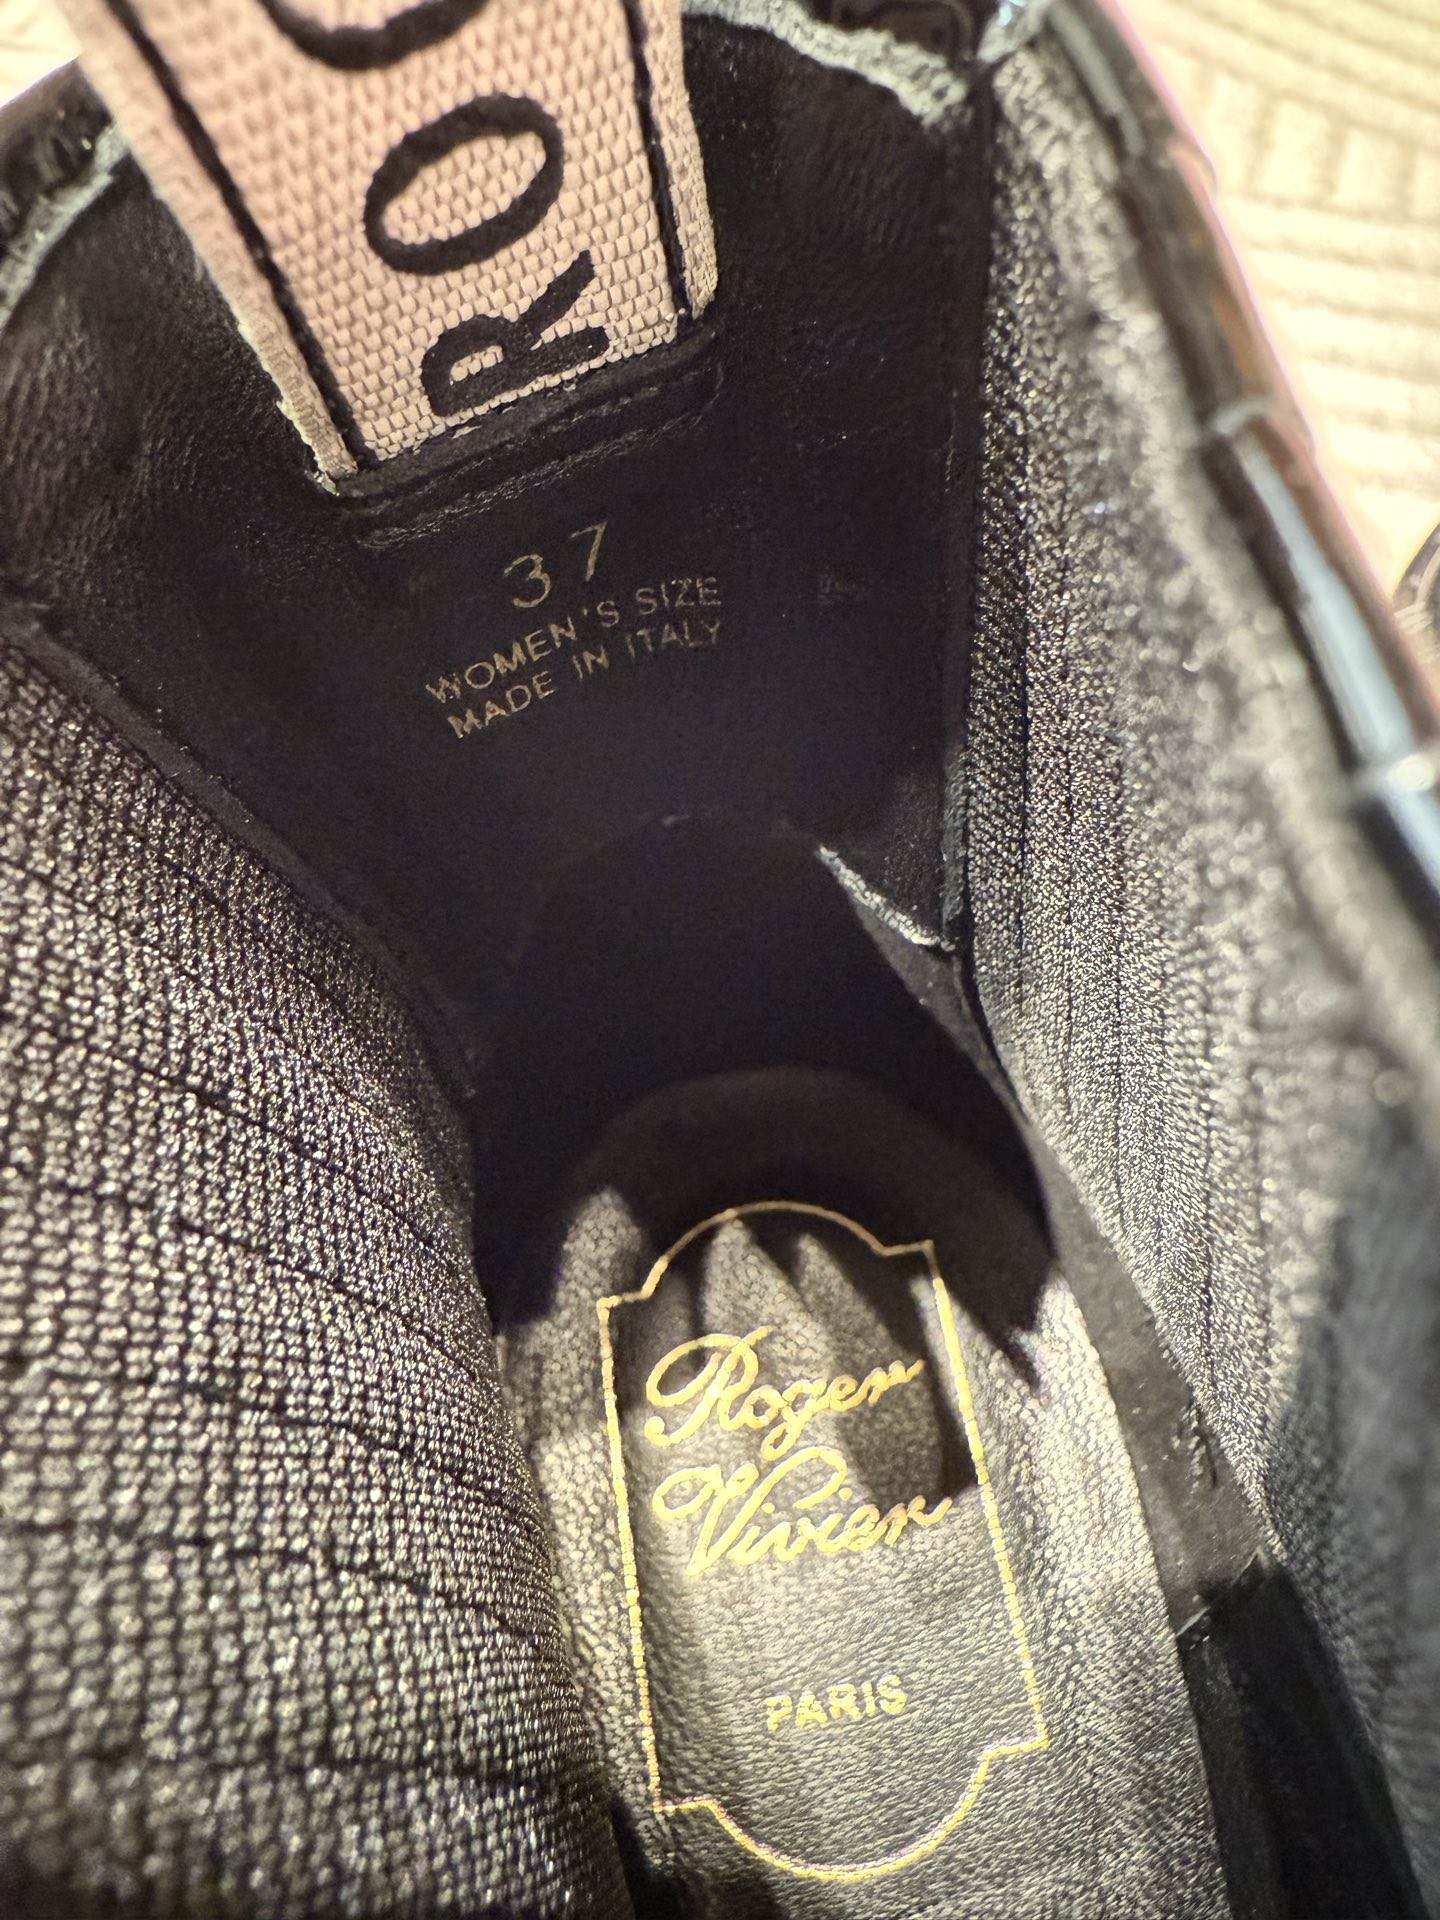 RO
37
WOMEN'S SIZE
MADE IN ITALY
Roger
Vivier
PARIS